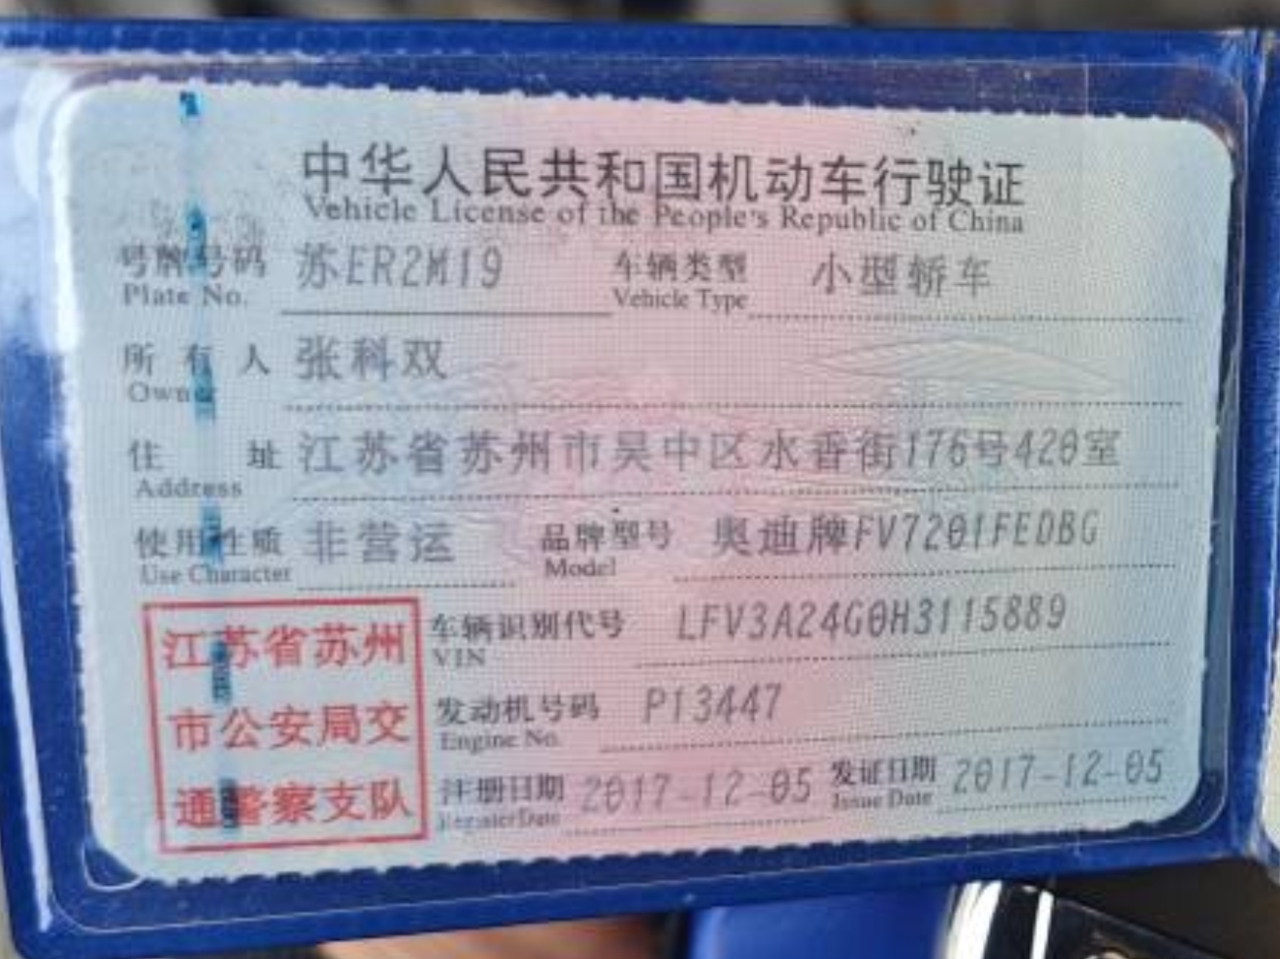 中华人民共和国机动车行驶证
Vehicle License of the People's Republic of China
号牌号码 苏ER2M19 车辆类型 小型轿车
Plate No. Vehicle Type
所有人 张科双
Owner
住址 江苏省苏州市吴中区水香街176号420室
Address
使用性质 非营运 品牌型号 奥迪牌FV7201FEDBG
Use Character Model
车辆识别代号 LFV3A24G0H3115889
VIN
发动机号码 P13447
Engine No.
注册日期 2017-12-05 发证日期 2017-12-05
Register Date Issue Date
江苏省苏州
市公安局交
通警察支队